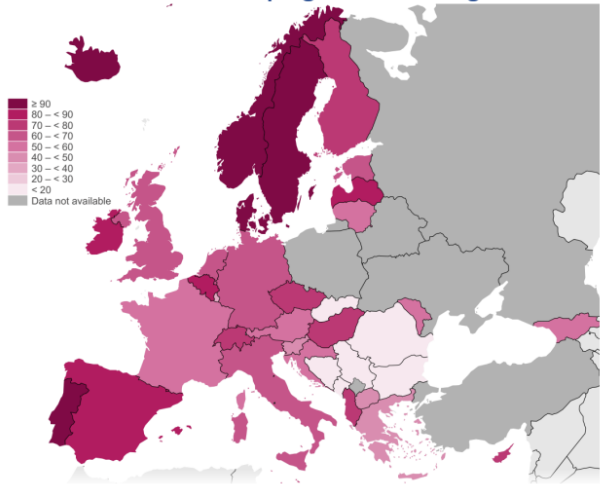 ≥ 90
80 – < 90
70 – < 80
60 – < 70
50 – < 60
40 – < 50
30 – < 40
20 – < 30
< 20
Data not available